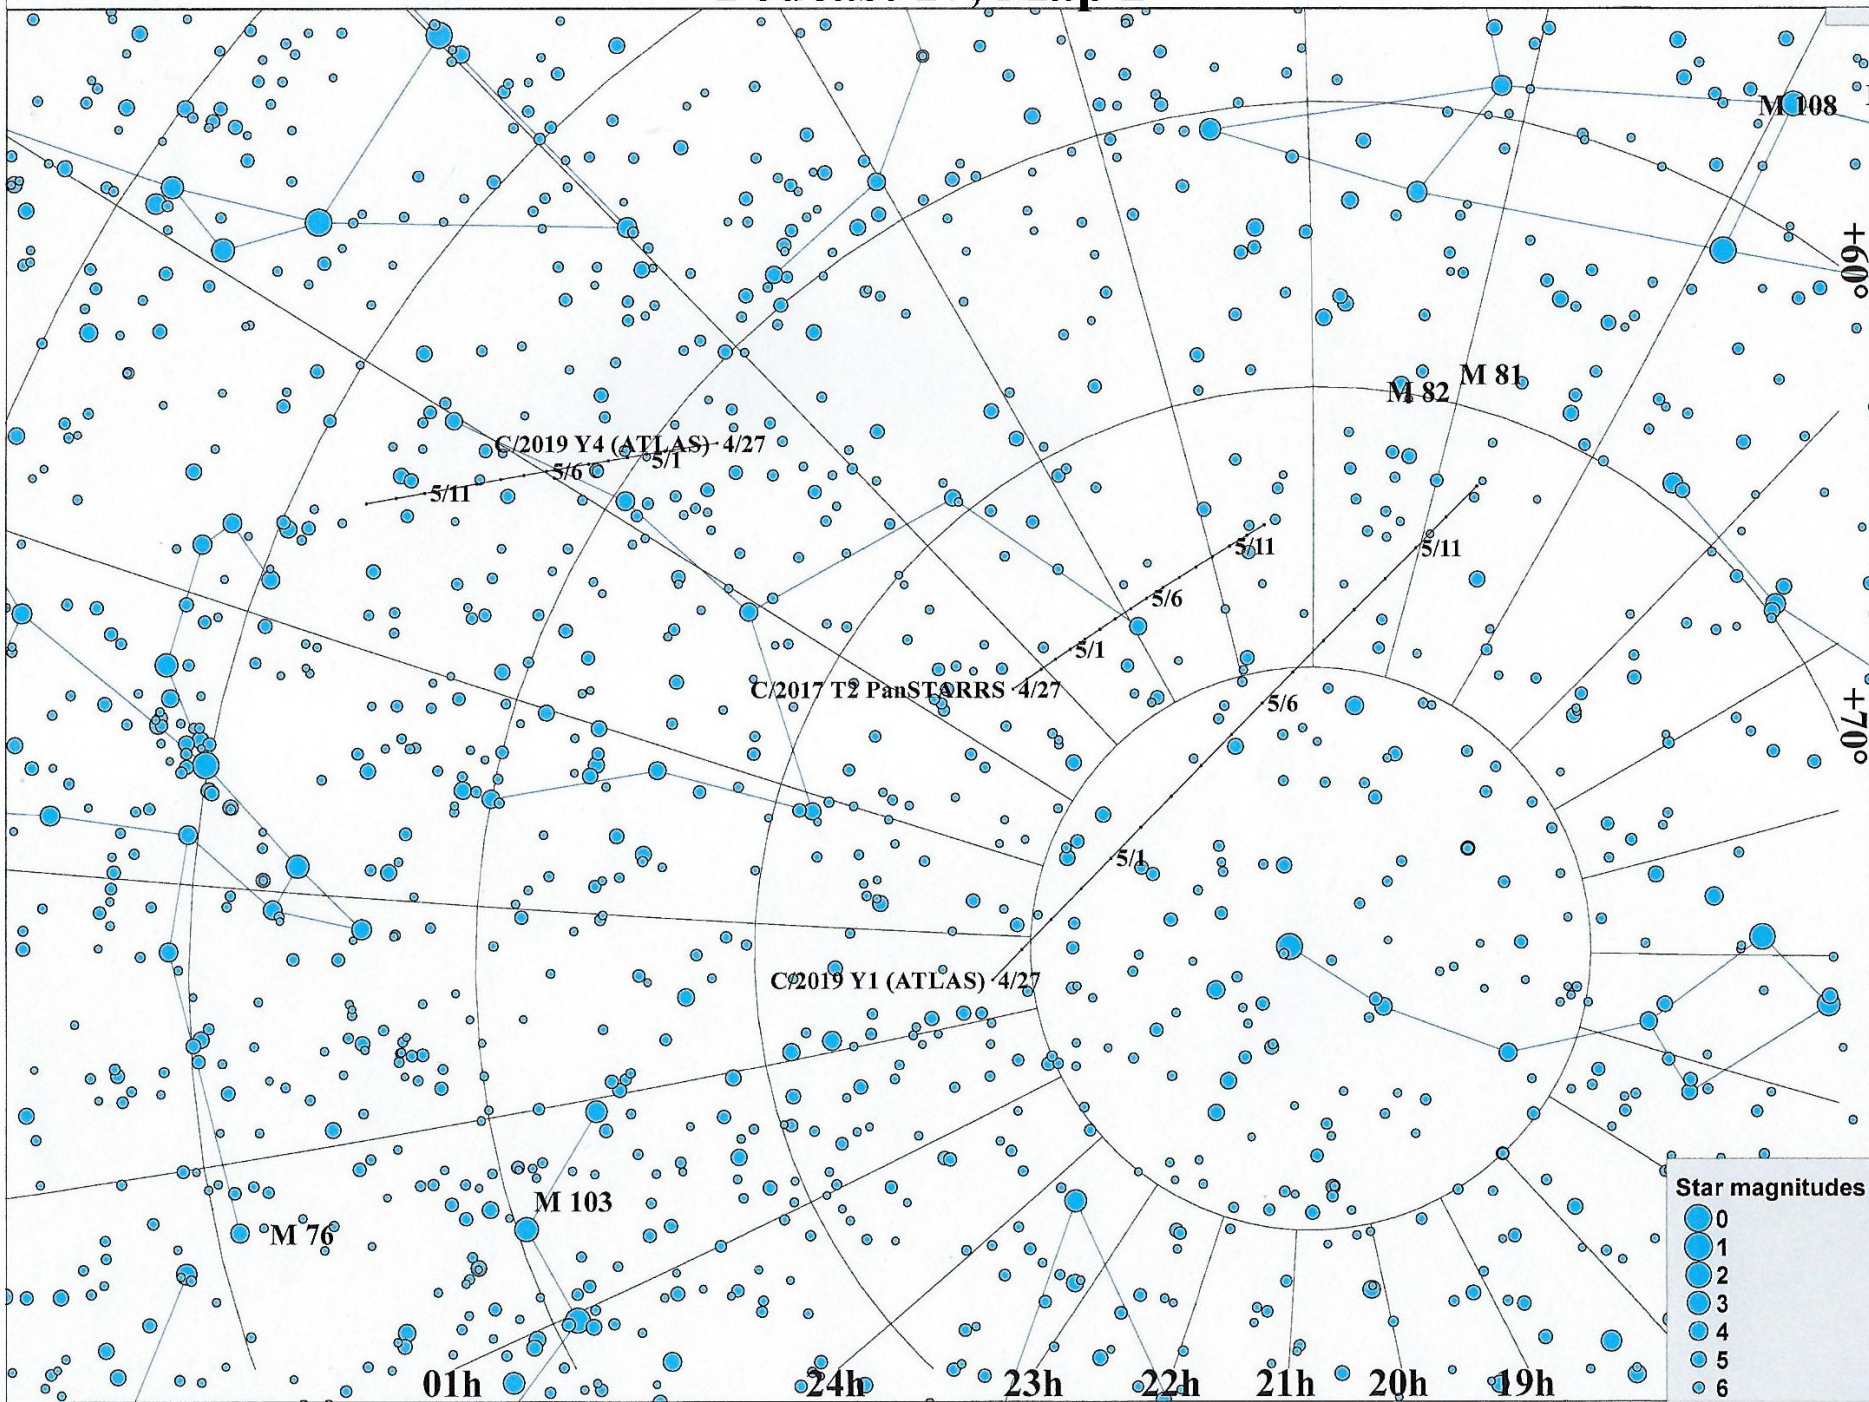 M 108
+60°
M 81
M 82
C/2019 Y4 (ATLAS) 4/27
5/1
5/6
5/11
5/11
5/11
5/6
5/1
C/2017 T2 PanSTARRS 4/27
+70°
5/6
5/1
C/2019 Y1 (ATLAS) 4/27
M 103
M 76
Star magnitudes
0
1
2
3
4
5
6
01h
24h
23h
22h
21h
20h
19h